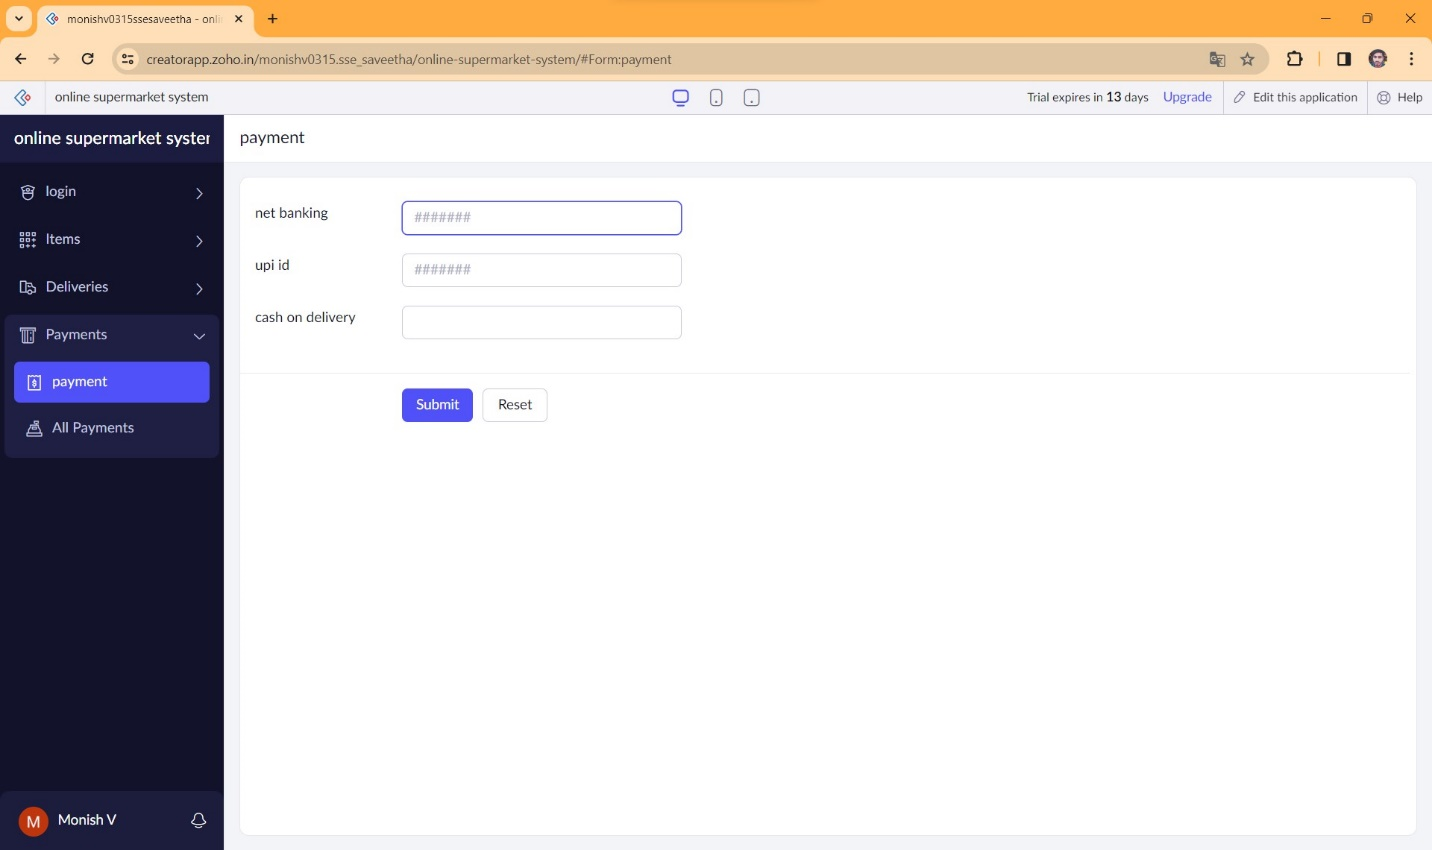 monishv0315ssesaveetha - onli
creatorapp.zoho.in/monishv0315.sse_saveetha/online-supermarket-system/#Form:payment
online supermarket system
Trial expires in 13 days
Upgrade
Edit this application
Help
online supermarket syster
payment
login
Items
Deliveries
Payments
payment
All Payments
net banking
#######
upi id
#######
cash on delivery
Submit
Reset
M
Monish V